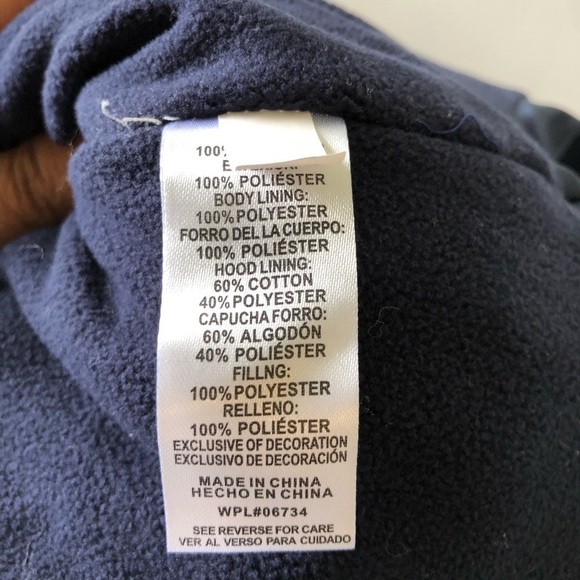 100%
100% POLIÉSTER
BODY LINING:
100% POLYESTER
FORRO DEL LA CUERPO:
100% POLIÉSTER
HOOD LINING:
60% COTTON
40% POLYESTER
CAPUCHA FORRO:
60% ALGODÓN
40% POLIÉSTER
FILLNG:
100% POLYESTER
RELLENO:
100% POLIÉSTER
EXCLUSIVE OF DECORATION
EXCLUSIVO DE DECORACIÓN
MADE IN CHINA
HECHO EN CHINA
WPL#06734
SEE REVERSE FOR CARE
VER AL VERSO PARA CUIDADO